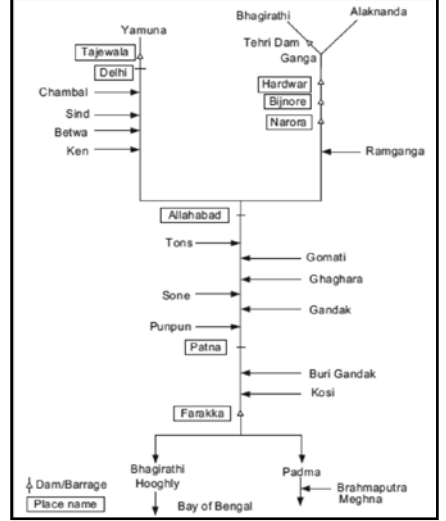 Bhagirathi
Alaknanda
Yamuna
Tehri Dam
Ganga
Tajewala
Delhi
Hardwar
Chambal
Bijnore
Sind
Narora
Betwa
Ken
Ramganga
Allahabad
Tons
Gomati
Ghaghara
Sone
Gandak
Punpun
Patna
Buri Gandak
Kosi
Farakka
Bhagirathi
Hooghly
Padma
Dam/Barrage
Brahmaputra
Meghna
Place name
Bay of Bengal